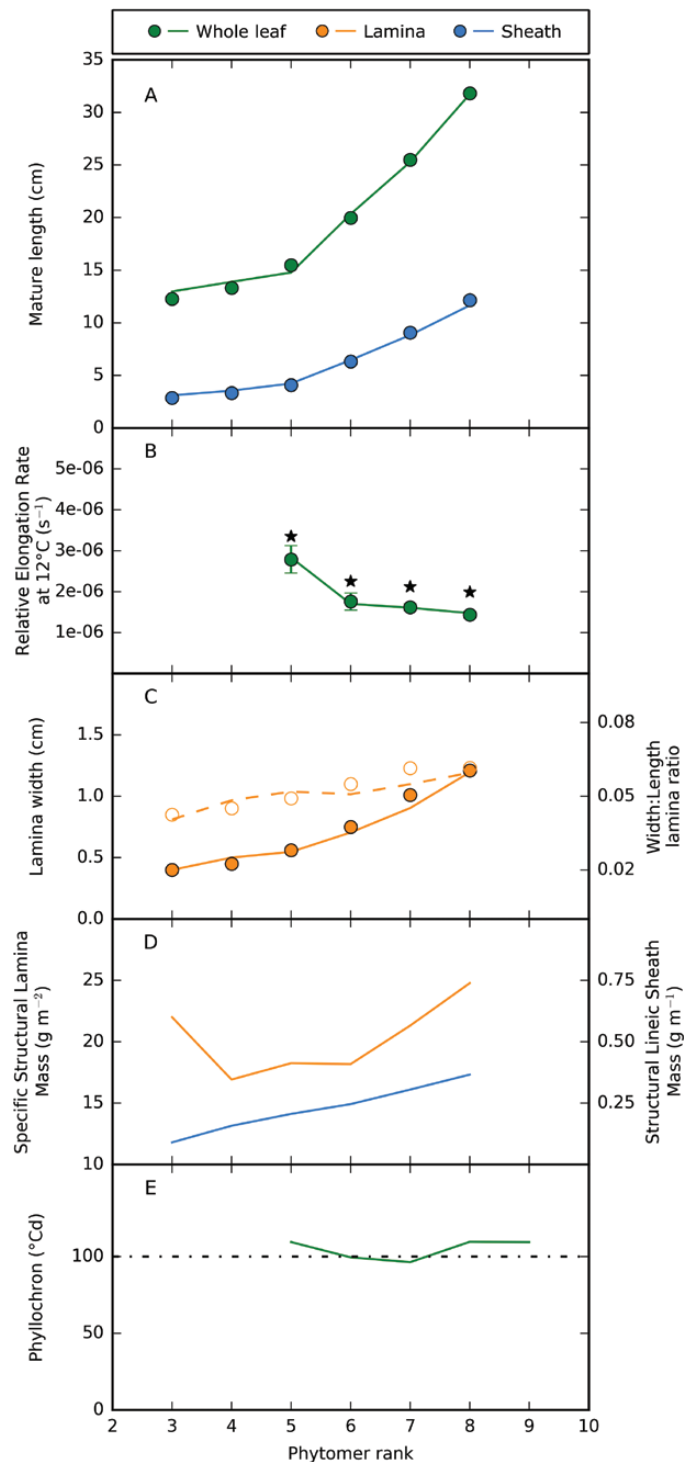 Whole leaf Lamina Sheath
A
35
30
25
20
15
10
5
0
Mature length (cm)
B
5e-06
4e-06
3e-06
2e-06
1e-06
Relative Elongation Rate
at 12°C (s⁻¹)
C
1.5
1.0
0.5
0.0
Lamina width (cm)
0.08
0.05
0.02
Width:Length
lamina ratio
D
25
20
15
10
Specific Structural Lamina
Mass (g m⁻²)
0.75
0.50
0.25
Structural Lineic Sheath
Mass (g m⁻¹)
E
100
50
0
Phyllochron (°Cd)
2 3 4 5 6 7 8 9 10
Phytomer rank